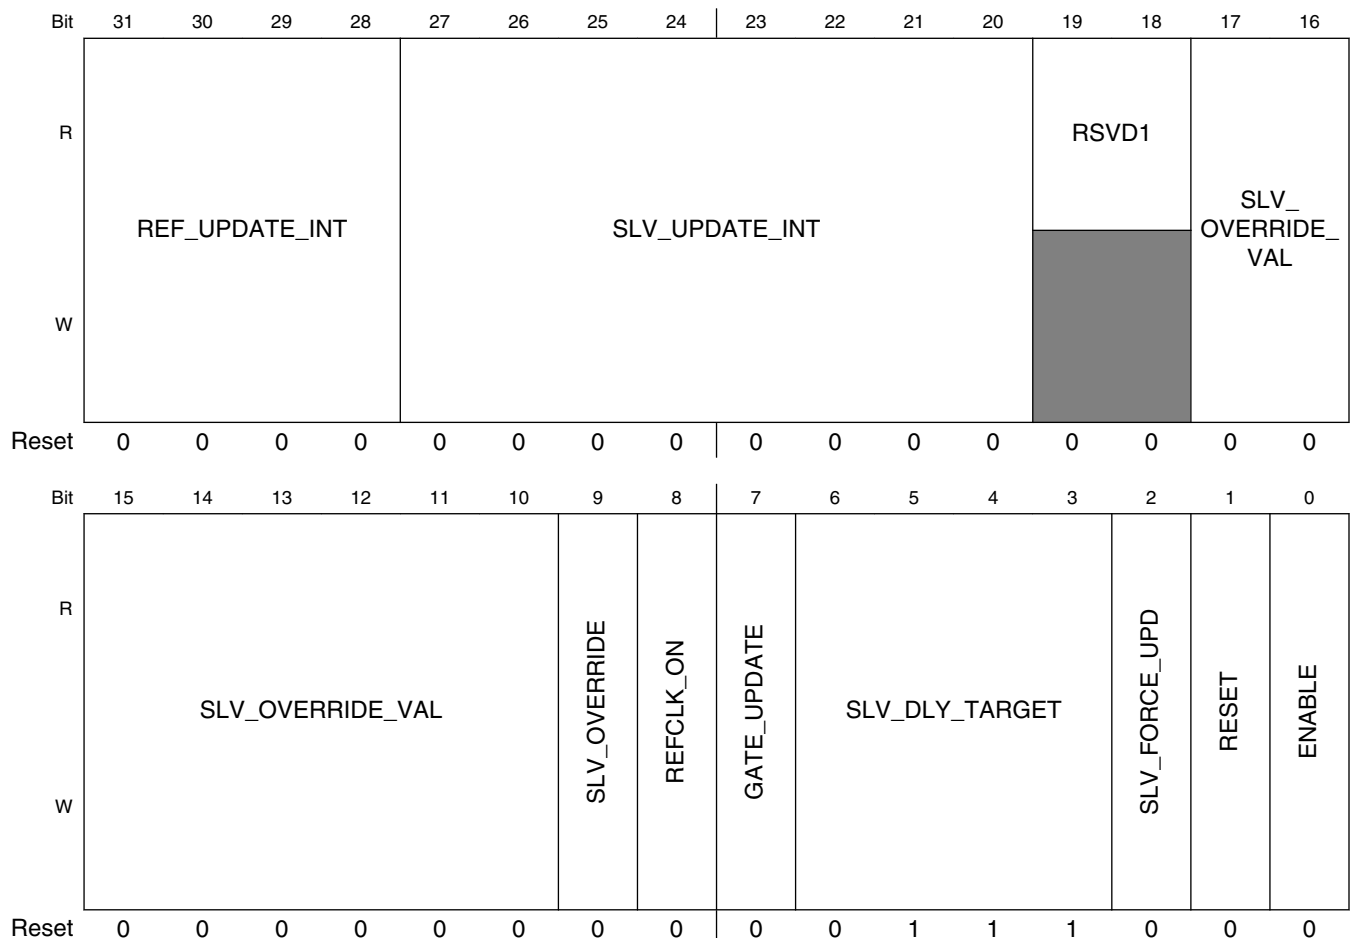 Bit 31 30 29 28 27 26 25 24 23 22 21 20 19 18 17 16
R
RSVD1
REF_UPDATE_INT
SLV_UPDATE_INT
SLV_
OVERRIDE_
VAL
W
Reset 0 0 0 0 0 0 0 0 0 0 0 0 0 0 0 0
Bit 15 14 13 12 11 10 9 8 7 6 5 4 3 2 1 0
R
SLV_OVERRIDE_VAL
SLV_OVERRIDE
REFCLK_ON
GATE_UPDATE
SLV_DLY_TARGET
SLV_FORCE_UPD
RESET
ENABLE
W
Reset 0 0 0 0 0 0 0 0 0 0 1 1 1 0 0 0